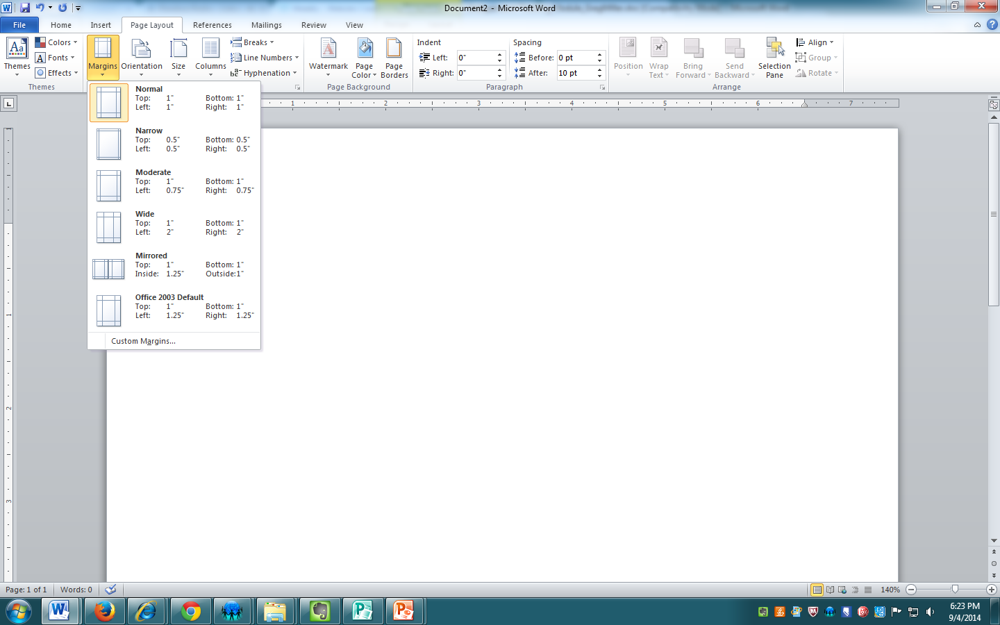 Document2 - Microsoft Word
File Home Insert Page Layout References Mailings Review View
Themes
Colors
Fonts
Effects
Themes
Margins
Orientation
Size
Columns
Breaks
Line Numbers
Hyphenation
Watermark
Page Color
Page Borders
Page Background
Indent
Left: 0"
Right: 0"
Spacing
Before: 0 pt
After: 10 pt
Paragraph
Position
Wrap Text
Bring Forward
Send Backward
Selection Pane
Align
Group
Rotate
Arrange
Normal
Top: 1" Bottom: 1"
Left: 1" Right: 1"
Narrow
Top: 0.5" Bottom: 0.5"
Left: 0.5" Right: 0.5"
Moderate
Top: 1" Bottom: 1"
Left: 0.75" Right: 0.75"
Wide
Top: 1" Bottom: 1"
Left: 2" Right: 2"
Mirrored
Top: 1" Bottom: 1"
Inside: 1.25" Outside:1"
Office 2003 Default
Top: 1" Bottom: 1"
Left: 1.25" Right: 1.25"
Custom Margins...
1 2 3 4 5 6 7
1
2
3
Page: 1 of 1 Words: 0 140%
6:23 PM
9/4/2014